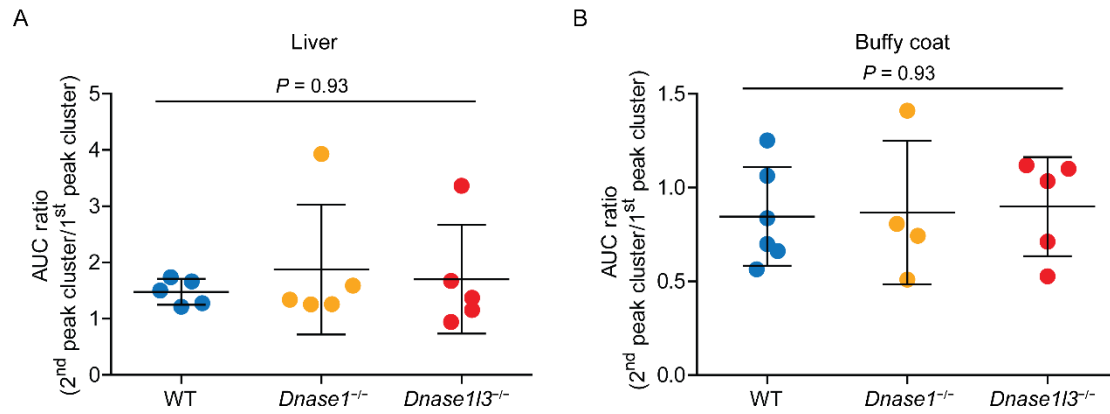 A
Liver
P = 0.93
AUC ratio
(2nd peak cluster/1st peak cluster)
5
4
3
2
1
0
WT
Dnase1−/−
Dnase1l3−/−
B
Buffy coat
P = 0.93
AUC ratio
(2nd peak cluster/1st peak cluster)
1.5
1.0
0.5
0.0
WT
Dnase1−/−
Dnase1l3−/−